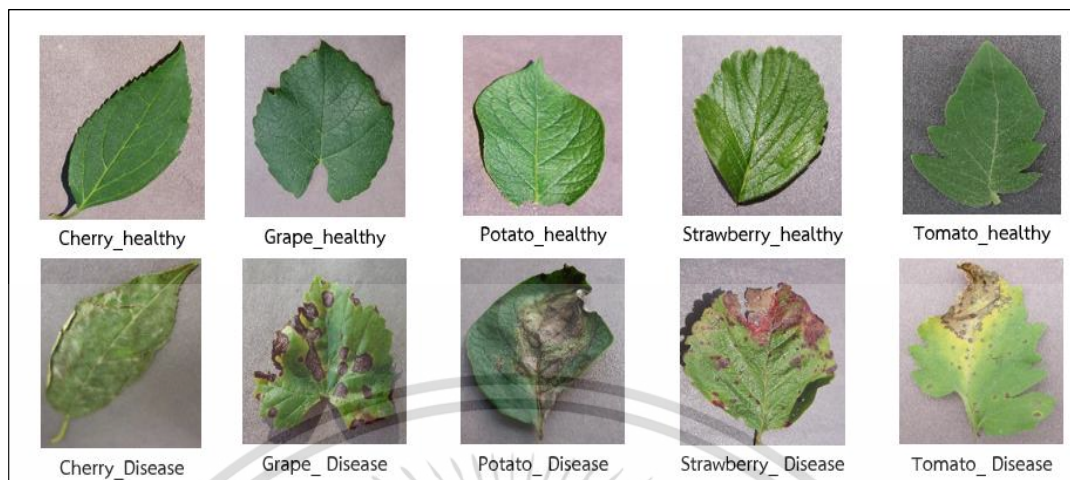 Cherry_healthy Grape_healthy Potato_healthy Strawberry_healthy Tomato_healthy
Cherry_Disease Grape_ Disease Potato_ Disease Strawberry_ Disease Tomato_ Disease